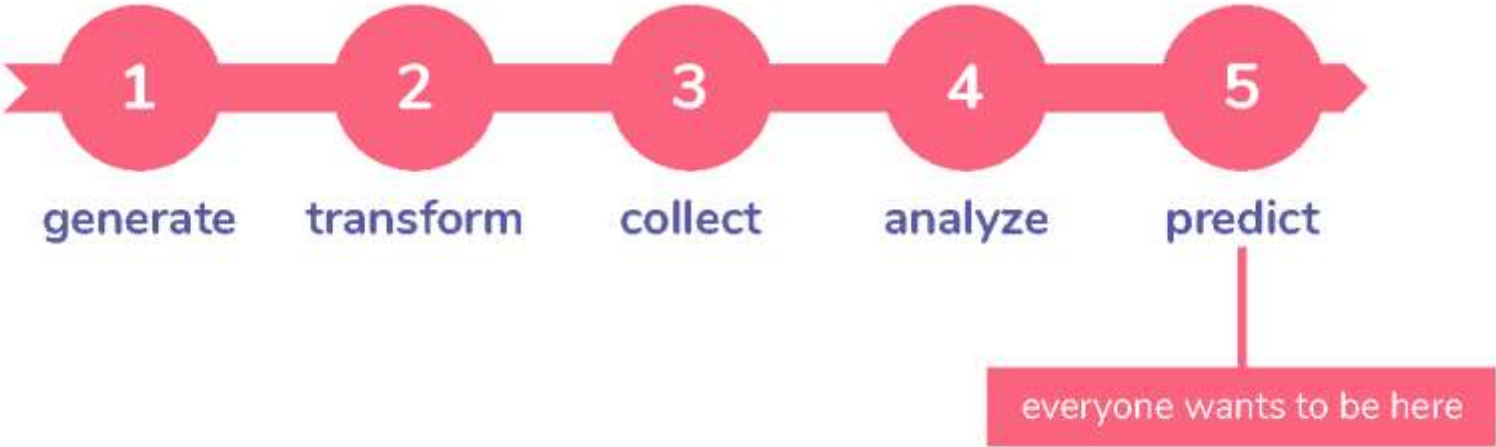 1 2 3 4 5
generate transform collect analyze predict
everyone wants to be here